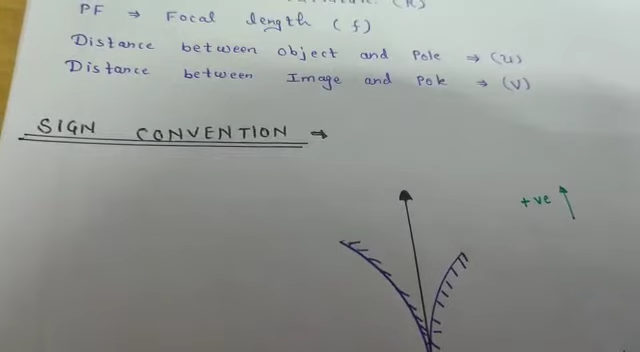 PF ⇒ Focal length (f)
Distance between object and Pole ⇒ (u)
Distance between Image and Pole ⇒ (v)
SIGN CONVENTION →
+ve ↑